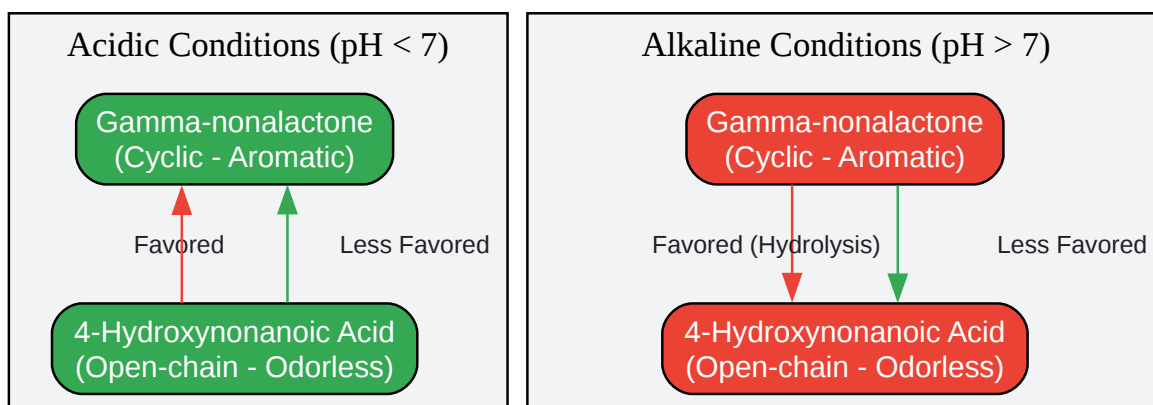 Acidic Conditions (pH < 7)
Gamma-nonalactone
(Cyclic - Aromatic)
Favored
Less Favored
4-Hydroxynonanoic Acid
(Open-chain - Odorless)
Alkaline Conditions (pH > 7)
Gamma-nonalactone
(Cyclic - Aromatic)
Favored (Hydrolysis)
Less Favored
4-Hydroxynonanoic Acid
(Open-chain - Odorless)